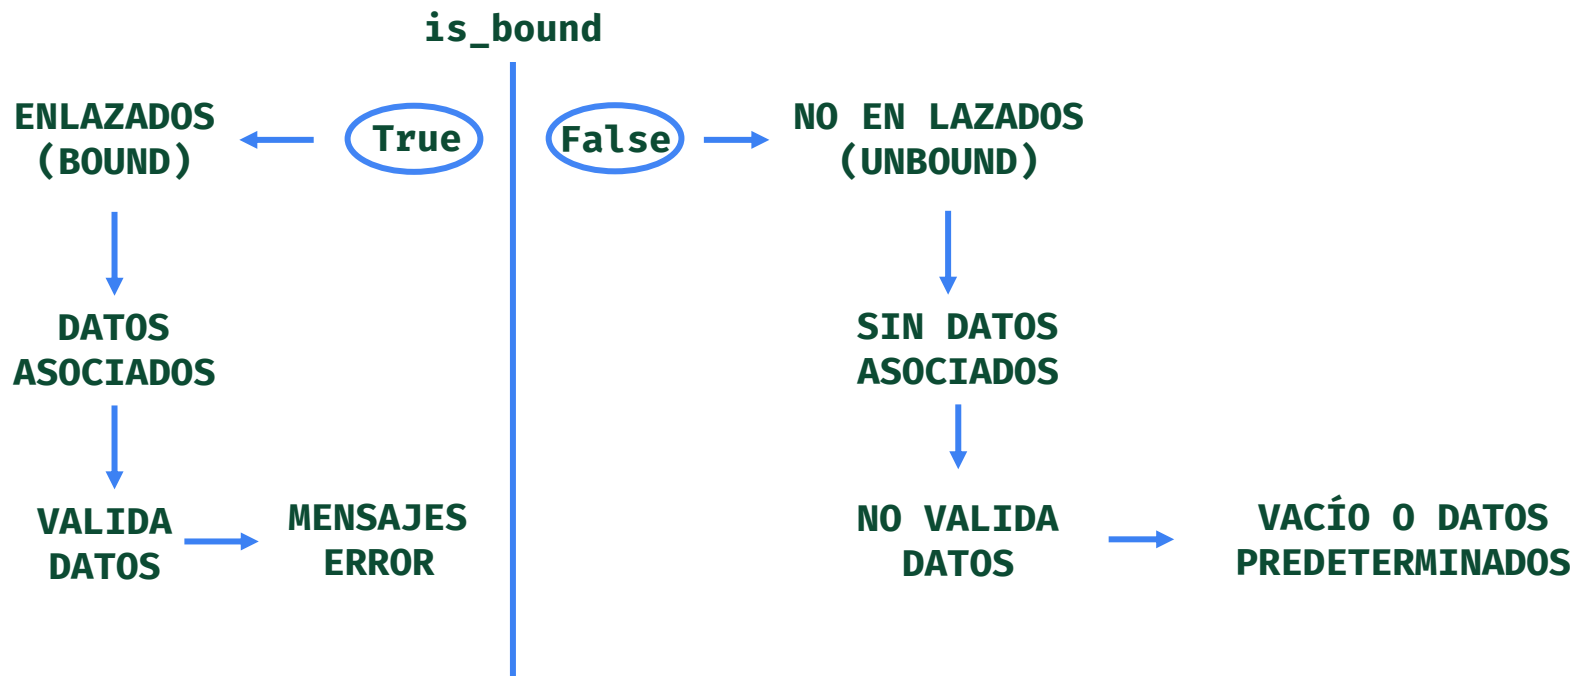 is_bound
True
ENLAZADOS
(BOUND)
DATOS
ASOCIADOS
VALIDA
DATOS
MENSAJES
ERROR
False
NO EN LAZADOS
(UNBOUND)
SIN DATOS
ASOCIADOS
NO VALIDA
DATOS
VACÍO O DATOS
PREDETERMINADOS